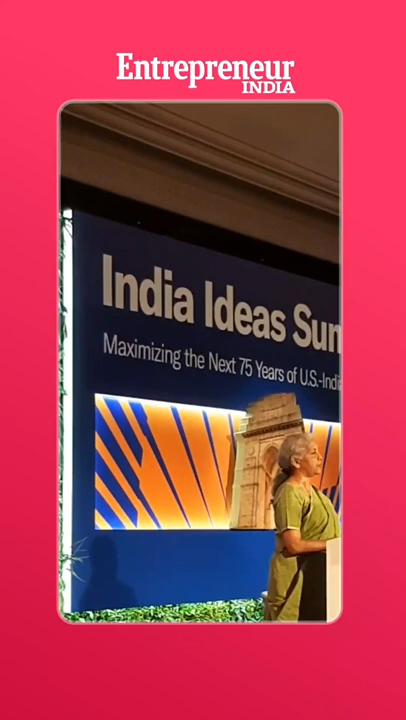 Entrepreneur
INDIA
India Ideas Sum
Maximizing the Next 75 Years of U.S.-Indi